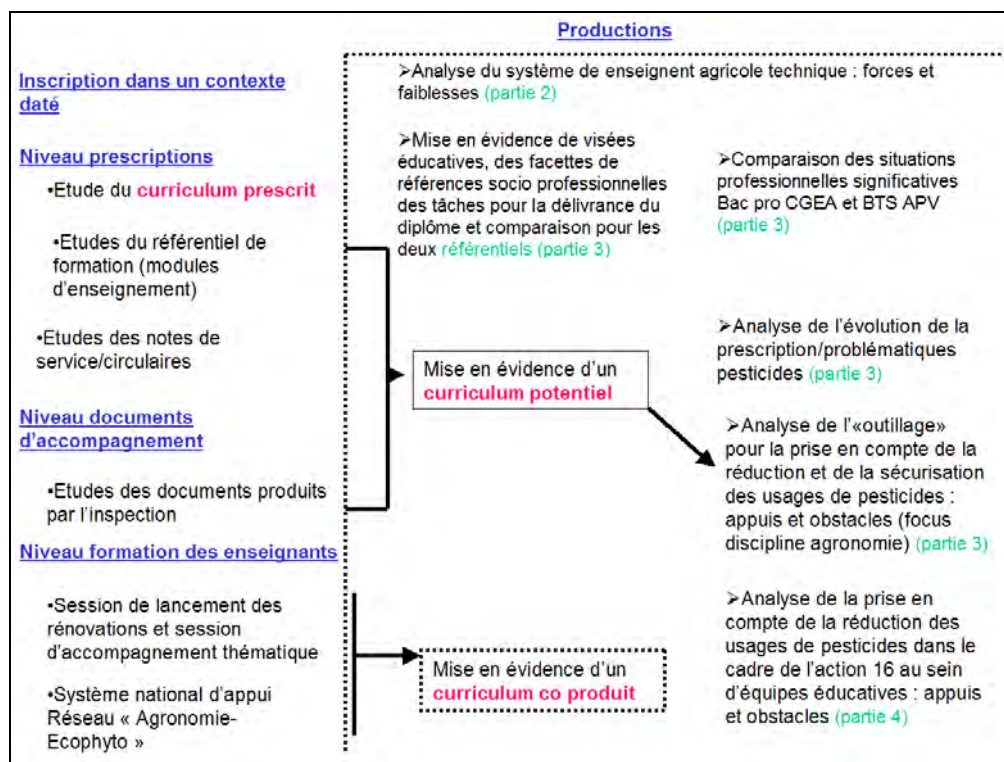 Productions
Inscription dans un contexte
daté
➢Analyse du système de enseignent agricole technique : forces et
faiblesses (partie 2)
Niveau prescriptions
•Etude du curriculum prescrit
•Etudes du référentiel de
formation (modules
d'enseignement)
•Etudes des notes de
service/circulaires
➢Mise en évidence de visées
éducatives, des facettes de
références socio professionnelles
des tâches pour la délivrance du
diplôme et comparaison pour les
deux référentiels (partie 3)
➢Comparaison des situations
professionnelles significatives
Bac pro CGEA et BTS APV
(partie 3)
Mise en évidence d'un
curriculum potentiel
➢Analyse de l'évolution de la
prescription/problématiques
pesticides (partie 3)
Niveau documents
d'accompagnement
•Etudes des documents produits
par l'inspection
➢Analyse de l'«outillage»
pour la prise en compte de la
réduction et de la sécurisation
des usages de pesticides :
appuis et obstacles (focus
discipline agronomie) (partie 3)
Niveau formation des enseignants
•Session de lancement des
rénovations et session
d'accompagnement thématique
•Système national d'appui
Réseau « Agronomie-
Ecophyto »
Mise en évidence d'un
curriculum co produit
➢Analyse de la prise en
compte de la réduction des
usages de pesticides dans le
cadre de l'action 16 au sein
d'équipes éducatives : appuis
et obstacles (partie 4)